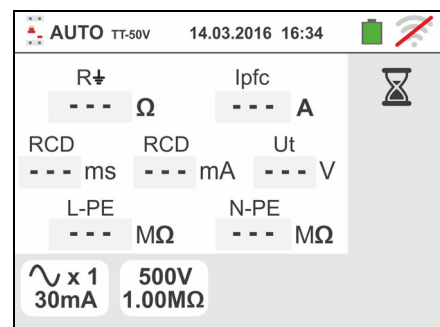 AUTO TT-50V 14.03.2016 16:34
R⏚ Ipfc
- - - Ω - - - A
RCD RCD Ut
- - - ms - - - mA - - - V
L-PE N-PE
- - - MΩ - - - MΩ
∿ x 1 500V
30mA 1.00MΩ